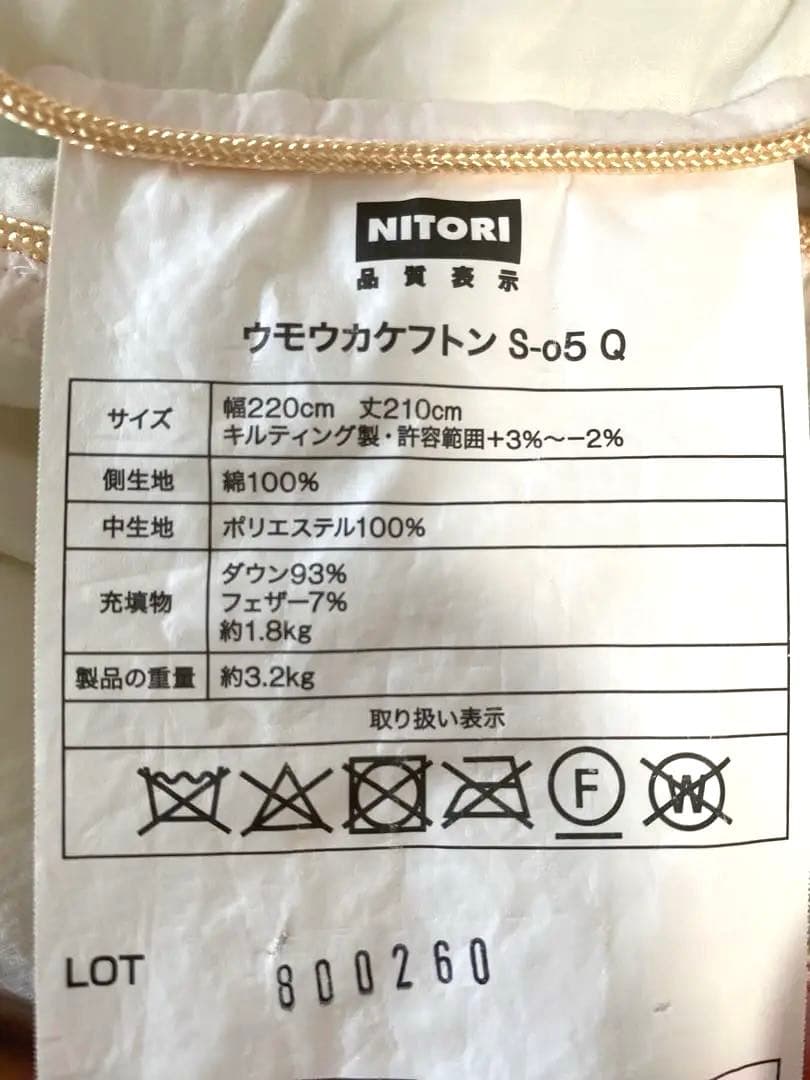 NITORI
品質表示
ウモウカケフトン S-o5 Q
サイズ
幅220cm 丈210cm
キルティング製・許容範囲+3%～-2%
側生地 綿100%
中生地 ポリエステル100%
充填物
ダウン93%
フェザー7%
約1.8kg
製品の重量 約3.2kg
取り扱い表示
F W
LOT 800260